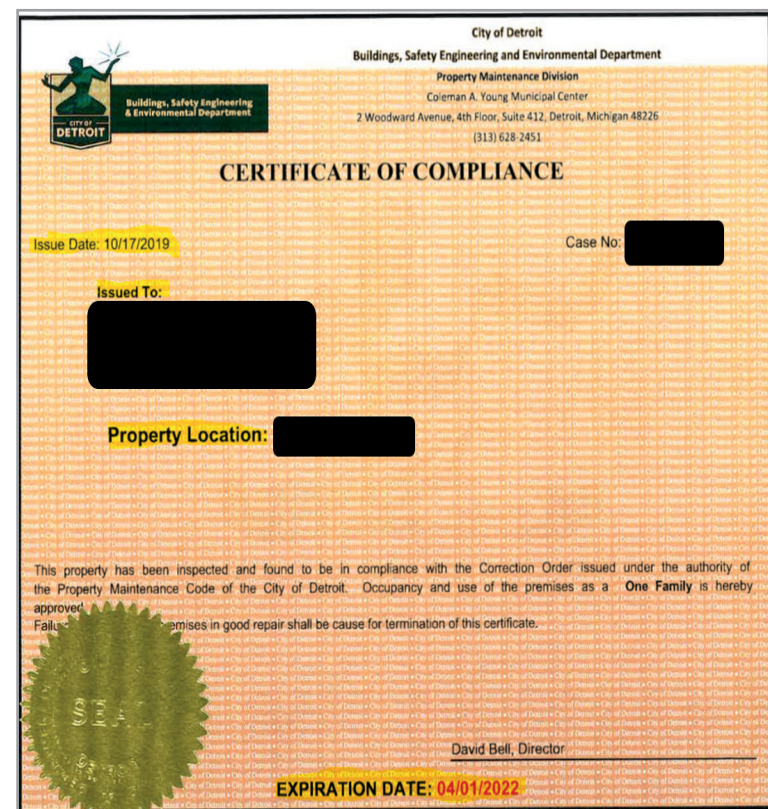 City of Detroit
Buildings, Safety Engineering and Environmental Department
Property Maintenance Division
Coleman A. Young Municipal Center
2 Woodward Avenue, 4th Floor, Suite 412, Detroit, Michigan 48226
(313) 628-2451
Buildings, Safety Engineering
& Environmental Department
CITY OF
DETROIT
CERTIFICATE OF COMPLIANCE
Issue Date: 10/17/2019
Case No:
Issued To:
Property Location:
This property has been inspected and found to be in compliance with the Correction Order issued under the authority of
the Property Maintenance Code of the City of Detroit. Occupancy and use of the premises as a One Family is hereby
approved
in good repair shall be cause for termination of this certificate.
SEAL
David Bell, Director
EXPIRATION DATE: 04/01/2022